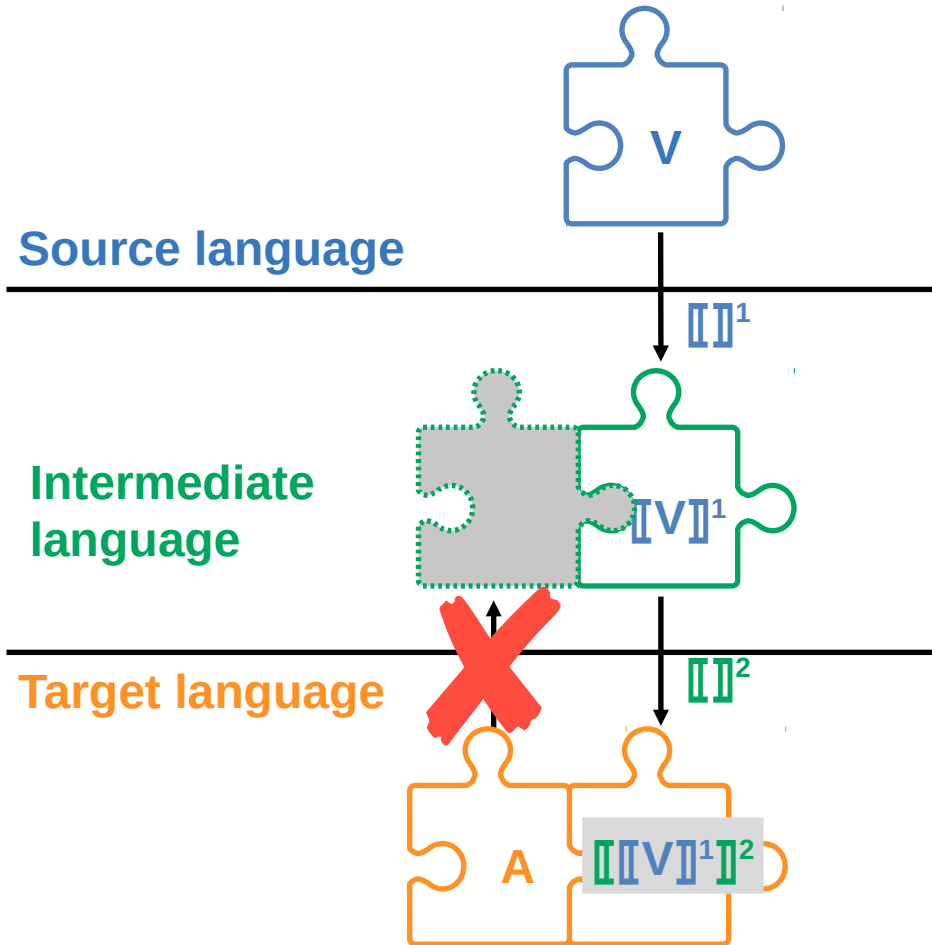 V
Source language
⟦⟧¹
Intermediate
language
⟦V⟧¹
Target language
⟦⟧²
A
⟦⟦V⟧¹⟧²